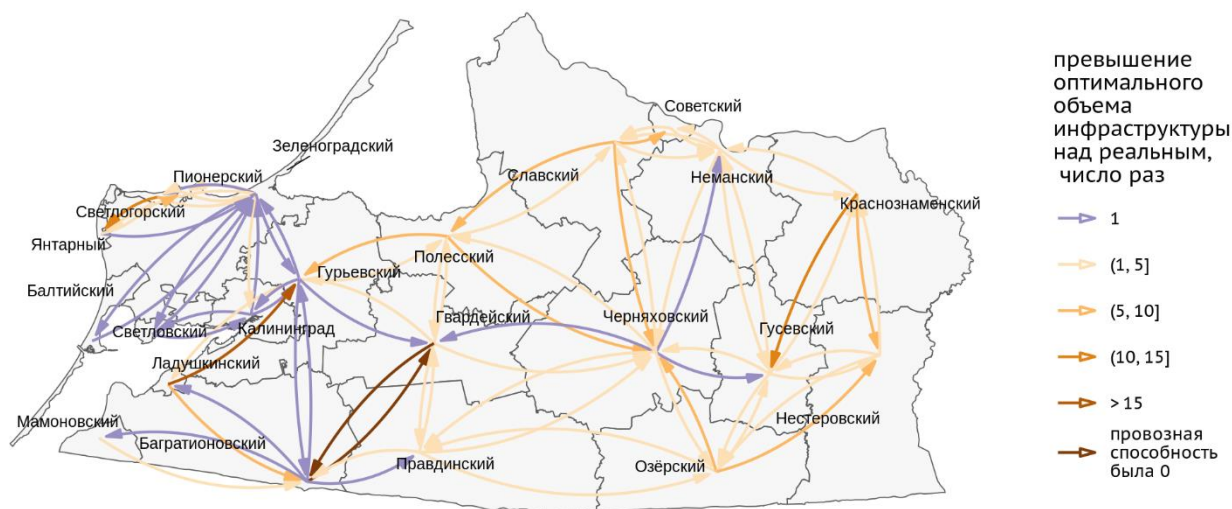 Советский
Зеленоградский
Пионерский
Славский
Неманский
Светлогорский
Краснознаменский
Янтарный
Полесский
Гурьевский
Балтийский
Гвардейский
Черняховский
Гусевский
Светловский
Калининград
Ладушкинский
Мамоновский
Нестеровский
Багратионовский
Правдинский
Озёрский
превышение
оптимального
объема
инфраструктуры
над реальным,
число раз
1
(1, 5]
(5, 10]
(10, 15]
> 15
провозная
способность
была 0